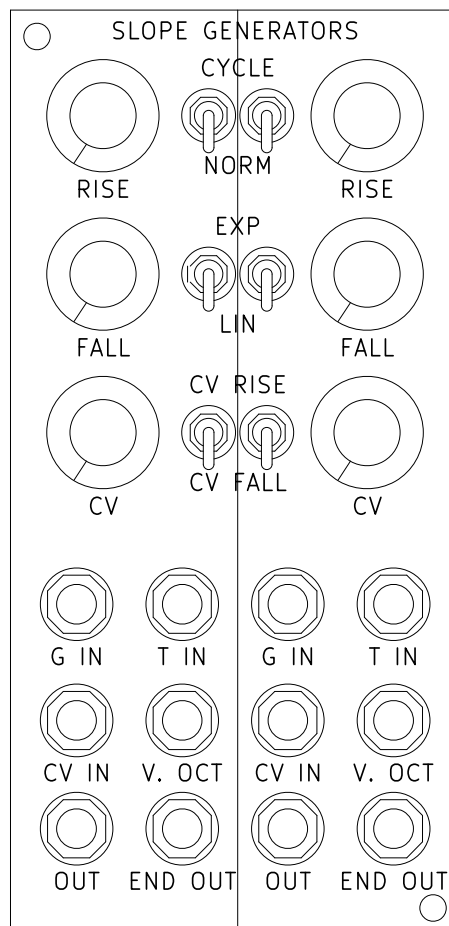 SLOPE GENERATORS
CYCLE
NORM
RISE RISE
EXP
LIN
FALL FALL
CV RISE
CV FALL
CV CV
G IN T IN G IN T IN
CV IN V. OCT CV IN V. OCT
OUT END OUT OUT END OUT